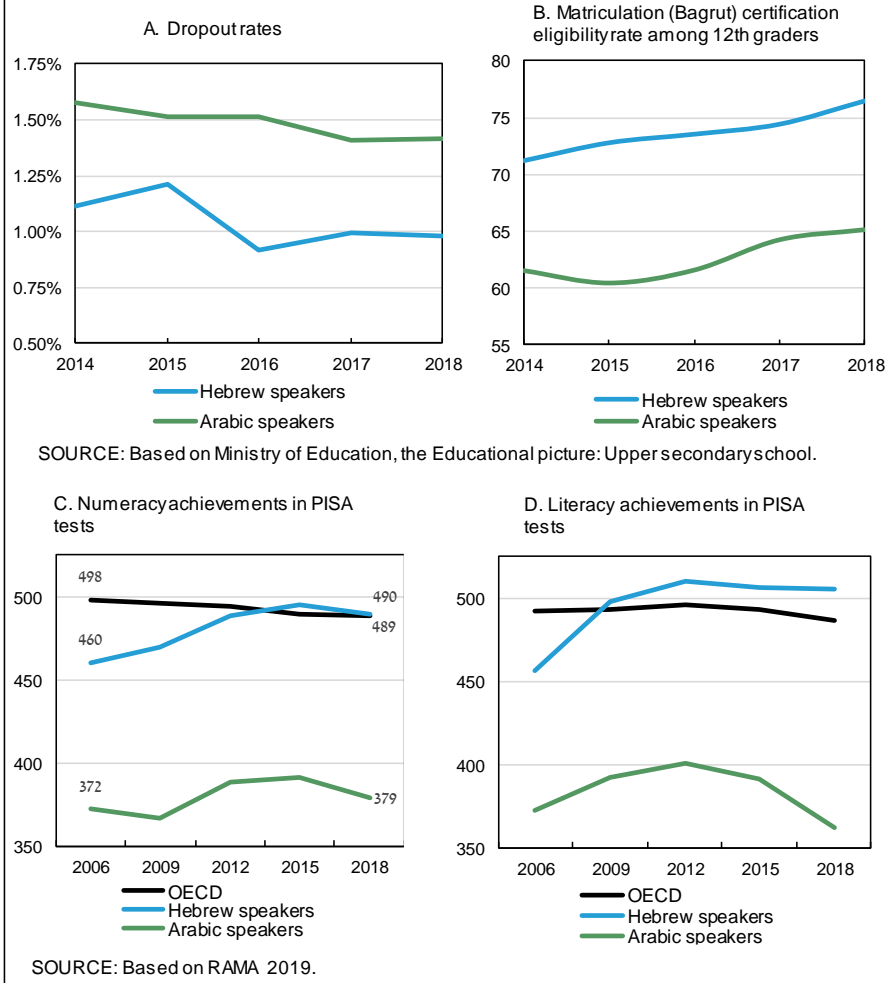 A. Dropout rates
1.75%
1.50%
1.25%
1.00%
0.75%
0.50%
2014 2015 2016 2017 2018
Hebrew speakers
Arabic speakers
B. Matriculation (Bagrut) certification
eligibility rate among 12th graders
80
75
70
65
60
55
2014 2015 2016 2017 2018
Hebrew speakers
Arabic speakers
SOURCE: Based on Ministry of Education, the Educational picture: Upper secondary school.
C. Numeracy achievements in PISA
tests
500
450
400
350
498
460
372
490
489
379
2006 2009 2012 2015 2018
OECD
Hebrew speakers
Arabic speakers
D. Literacy achievements in PISA
tests
500
450
400
350
2006 2009 2012 2015 2018
OECD
Hebrew speakers
Arabic speakers
SOURCE: Based on RAMA 2019.